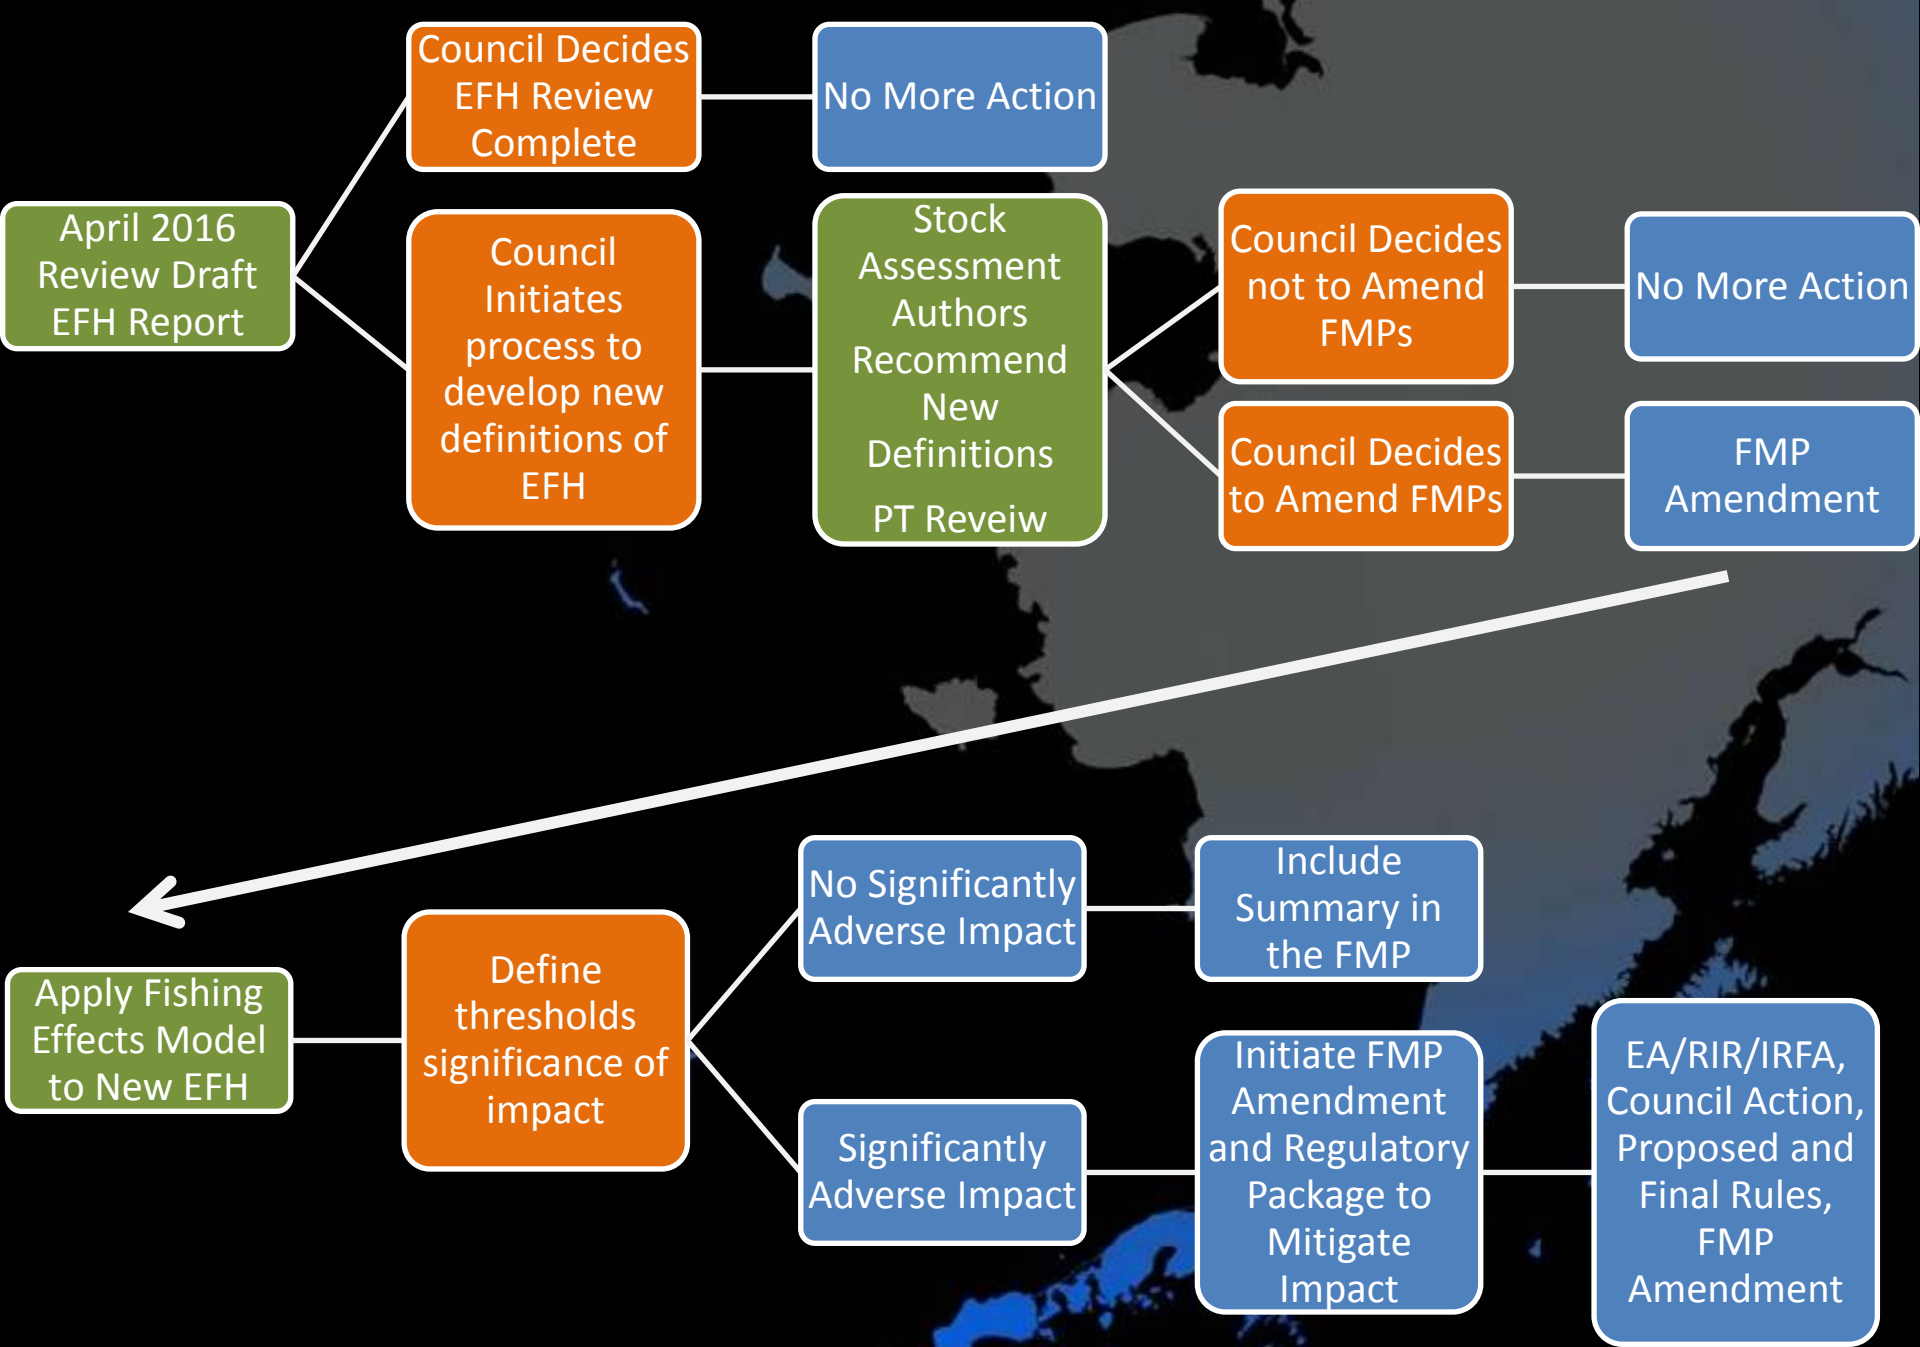 Council Decides
EFH Review
Complete
No More Action
April 2016
Review Draft
EFH Report
Council
Initiates
process to
develop new
definitions of
EFH
Stock
Assessment
Authors
Recommend
New
Definitions
PT Reveiw
Council Decides
not to Amend
FMPs
No More Action
Council Decides
to Amend FMPs
FMP
Amendment
Apply Fishing
Effects Model
to New EFH
Define
thresholds
significance of
impact
No Significantly
Adverse Impact
Include
Summary in
the FMP
Significantly
Adverse Impact
Initiate FMP
Amendment
and Regulatory
Package to
Mitigate
Impact
EA/RIR/IRFA,
Council Action,
Proposed and
Final Rules,
FMP
Amendment